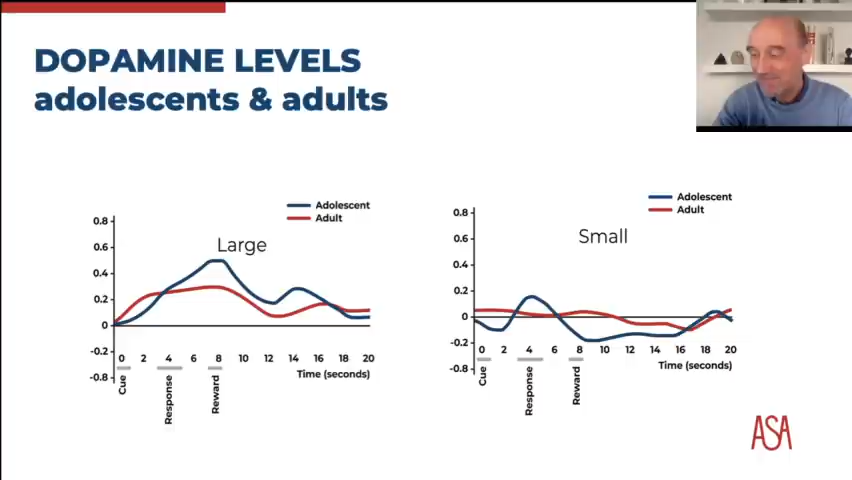 DOPAMINE LEVELS
adolescents & adults
Adolescent
Adult
Large
0.8
0.6
0.4
0.2
0
-0.2
-0.8
0 2 4 6 8 10 12 14 16 18 20
Time (seconds)
Cue
Response
Reward
Adolescent
Adult
Small
0.8
0.6
0.4
0.2
0
-0.2
-0.8
0 2 4 6 8 10 12 14 16 18 20
Time (seconds)
Cue
Response
Reward
ASA